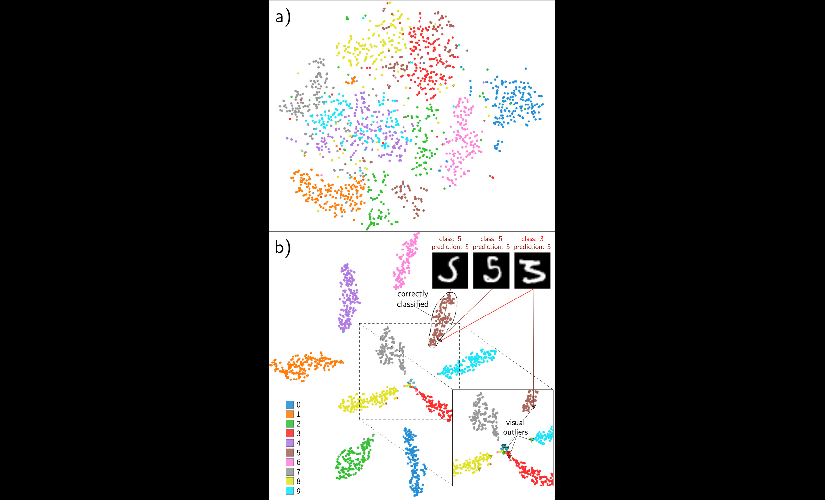 a)
b)
class: 5
prediction: 5
class: 5
prediction: 5
class: 3
prediction: 5
correctly
classified
visual
outliers
0
1
2
3
4
5
6
7
8
9